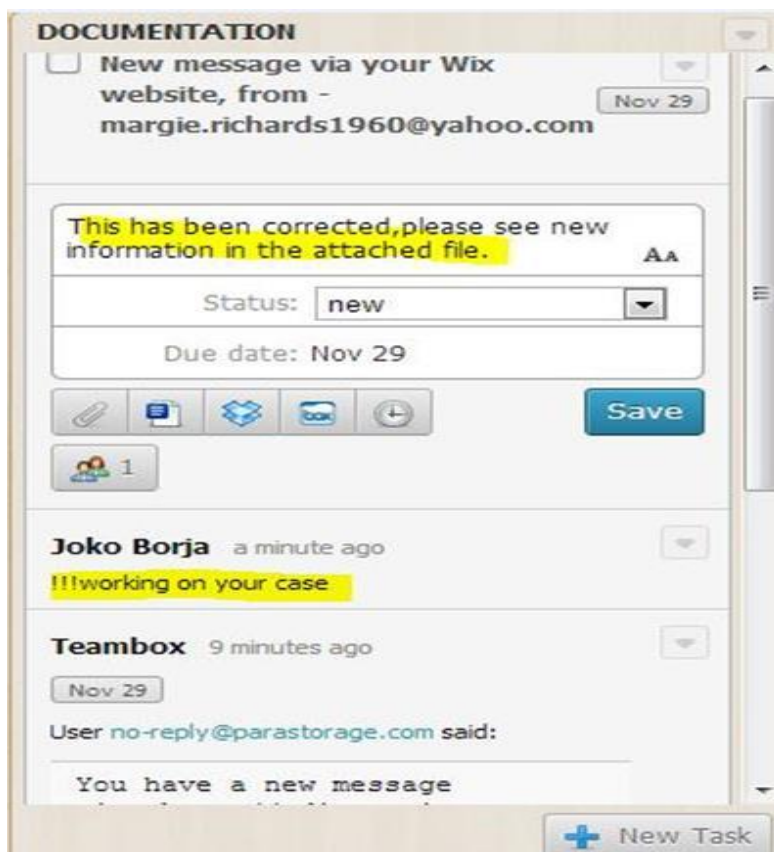 DOCUMENTATION
New message via your Wix
website, from -
Nov 29
margie.richards1960@yahoo.com
This has been corrected,please see new
information in the attached file.
AA
Status: new
Due date: Nov 29
Save
1
Joko Borja a minute ago
!!!working on your case
Teambox 9 minutes ago
Nov 29
User no-reply@parastorage.com said:
You have a new message
New Task